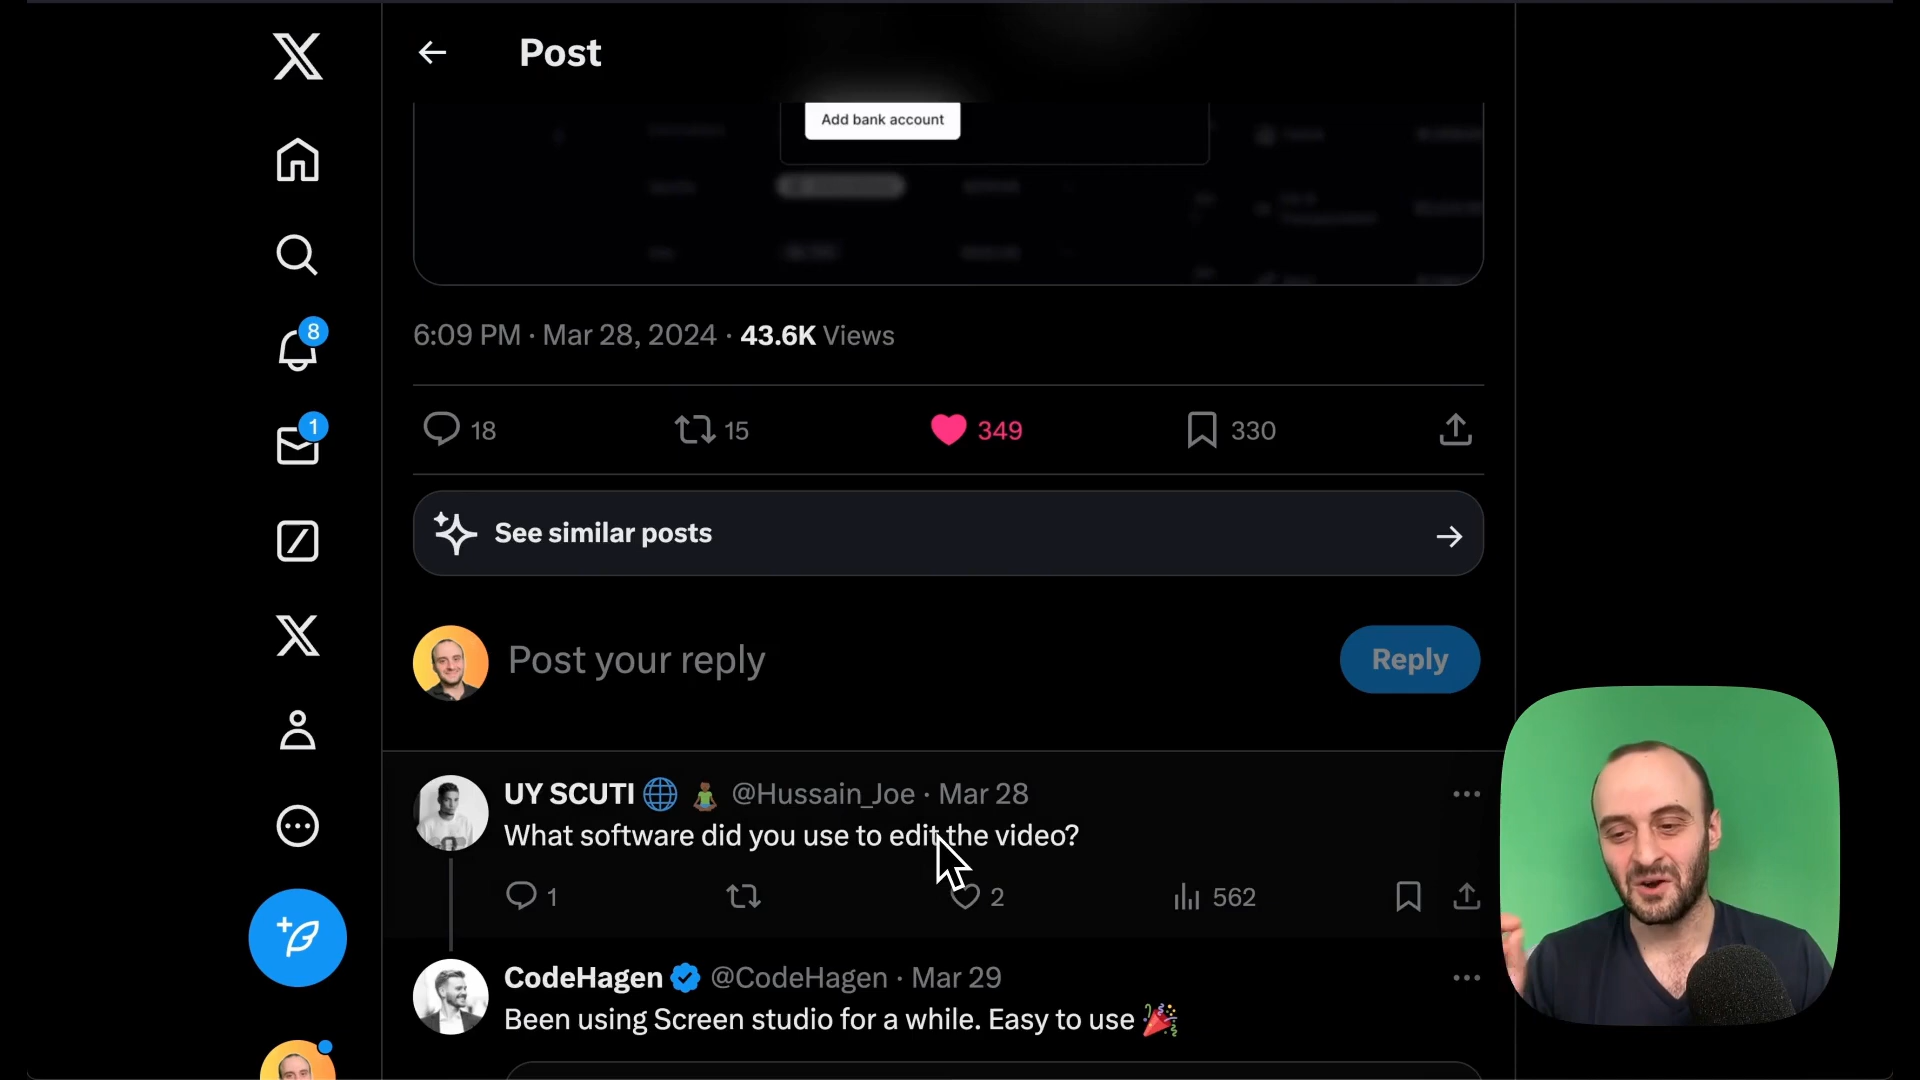 Post
Add bank account
6:09 PM · Mar 28, 2024 · 43.6K Views
18 15 349 330
See similar posts
Post your reply
Reply
8
1
UY SCUTI 🌐 🧘🏾 @Hussain_Joe · Mar 28
What software did you use to edit the video?
1 2 562
CodeHagen @CodeHagen · Mar 29
Been using Screen studio for a while. Easy to use 🎉